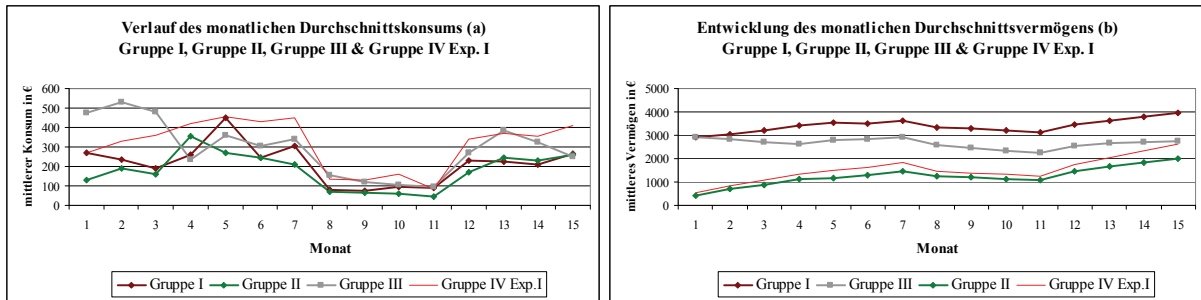 Verlauf des monatlichen Durchschnittskonsums (a)
Gruppe I, Gruppe II, Gruppe III & Gruppe IV Exp. I
mittlerer Konsum in €
600
500
400
300
200
100
0
1 2 3 4 5 6 7 8 9 10 11 12 13 14 15
Monat
Gruppe I Gruppe II Gruppe III Gruppe IV Exp.I
Entwicklung des monatlichen Durchschnittsvermögens (b)
Gruppe I, Gruppe II, Gruppe III & Gruppe IV Exp. I
mittleres Vermögen in €
5000
4000
3000
2000
1000
0
1 2 3 4 5 6 7 8 9 10 11 12 13 14 15
Monat
Gruppe I Gruppe III Gruppe II Gruppe IV Exp.I